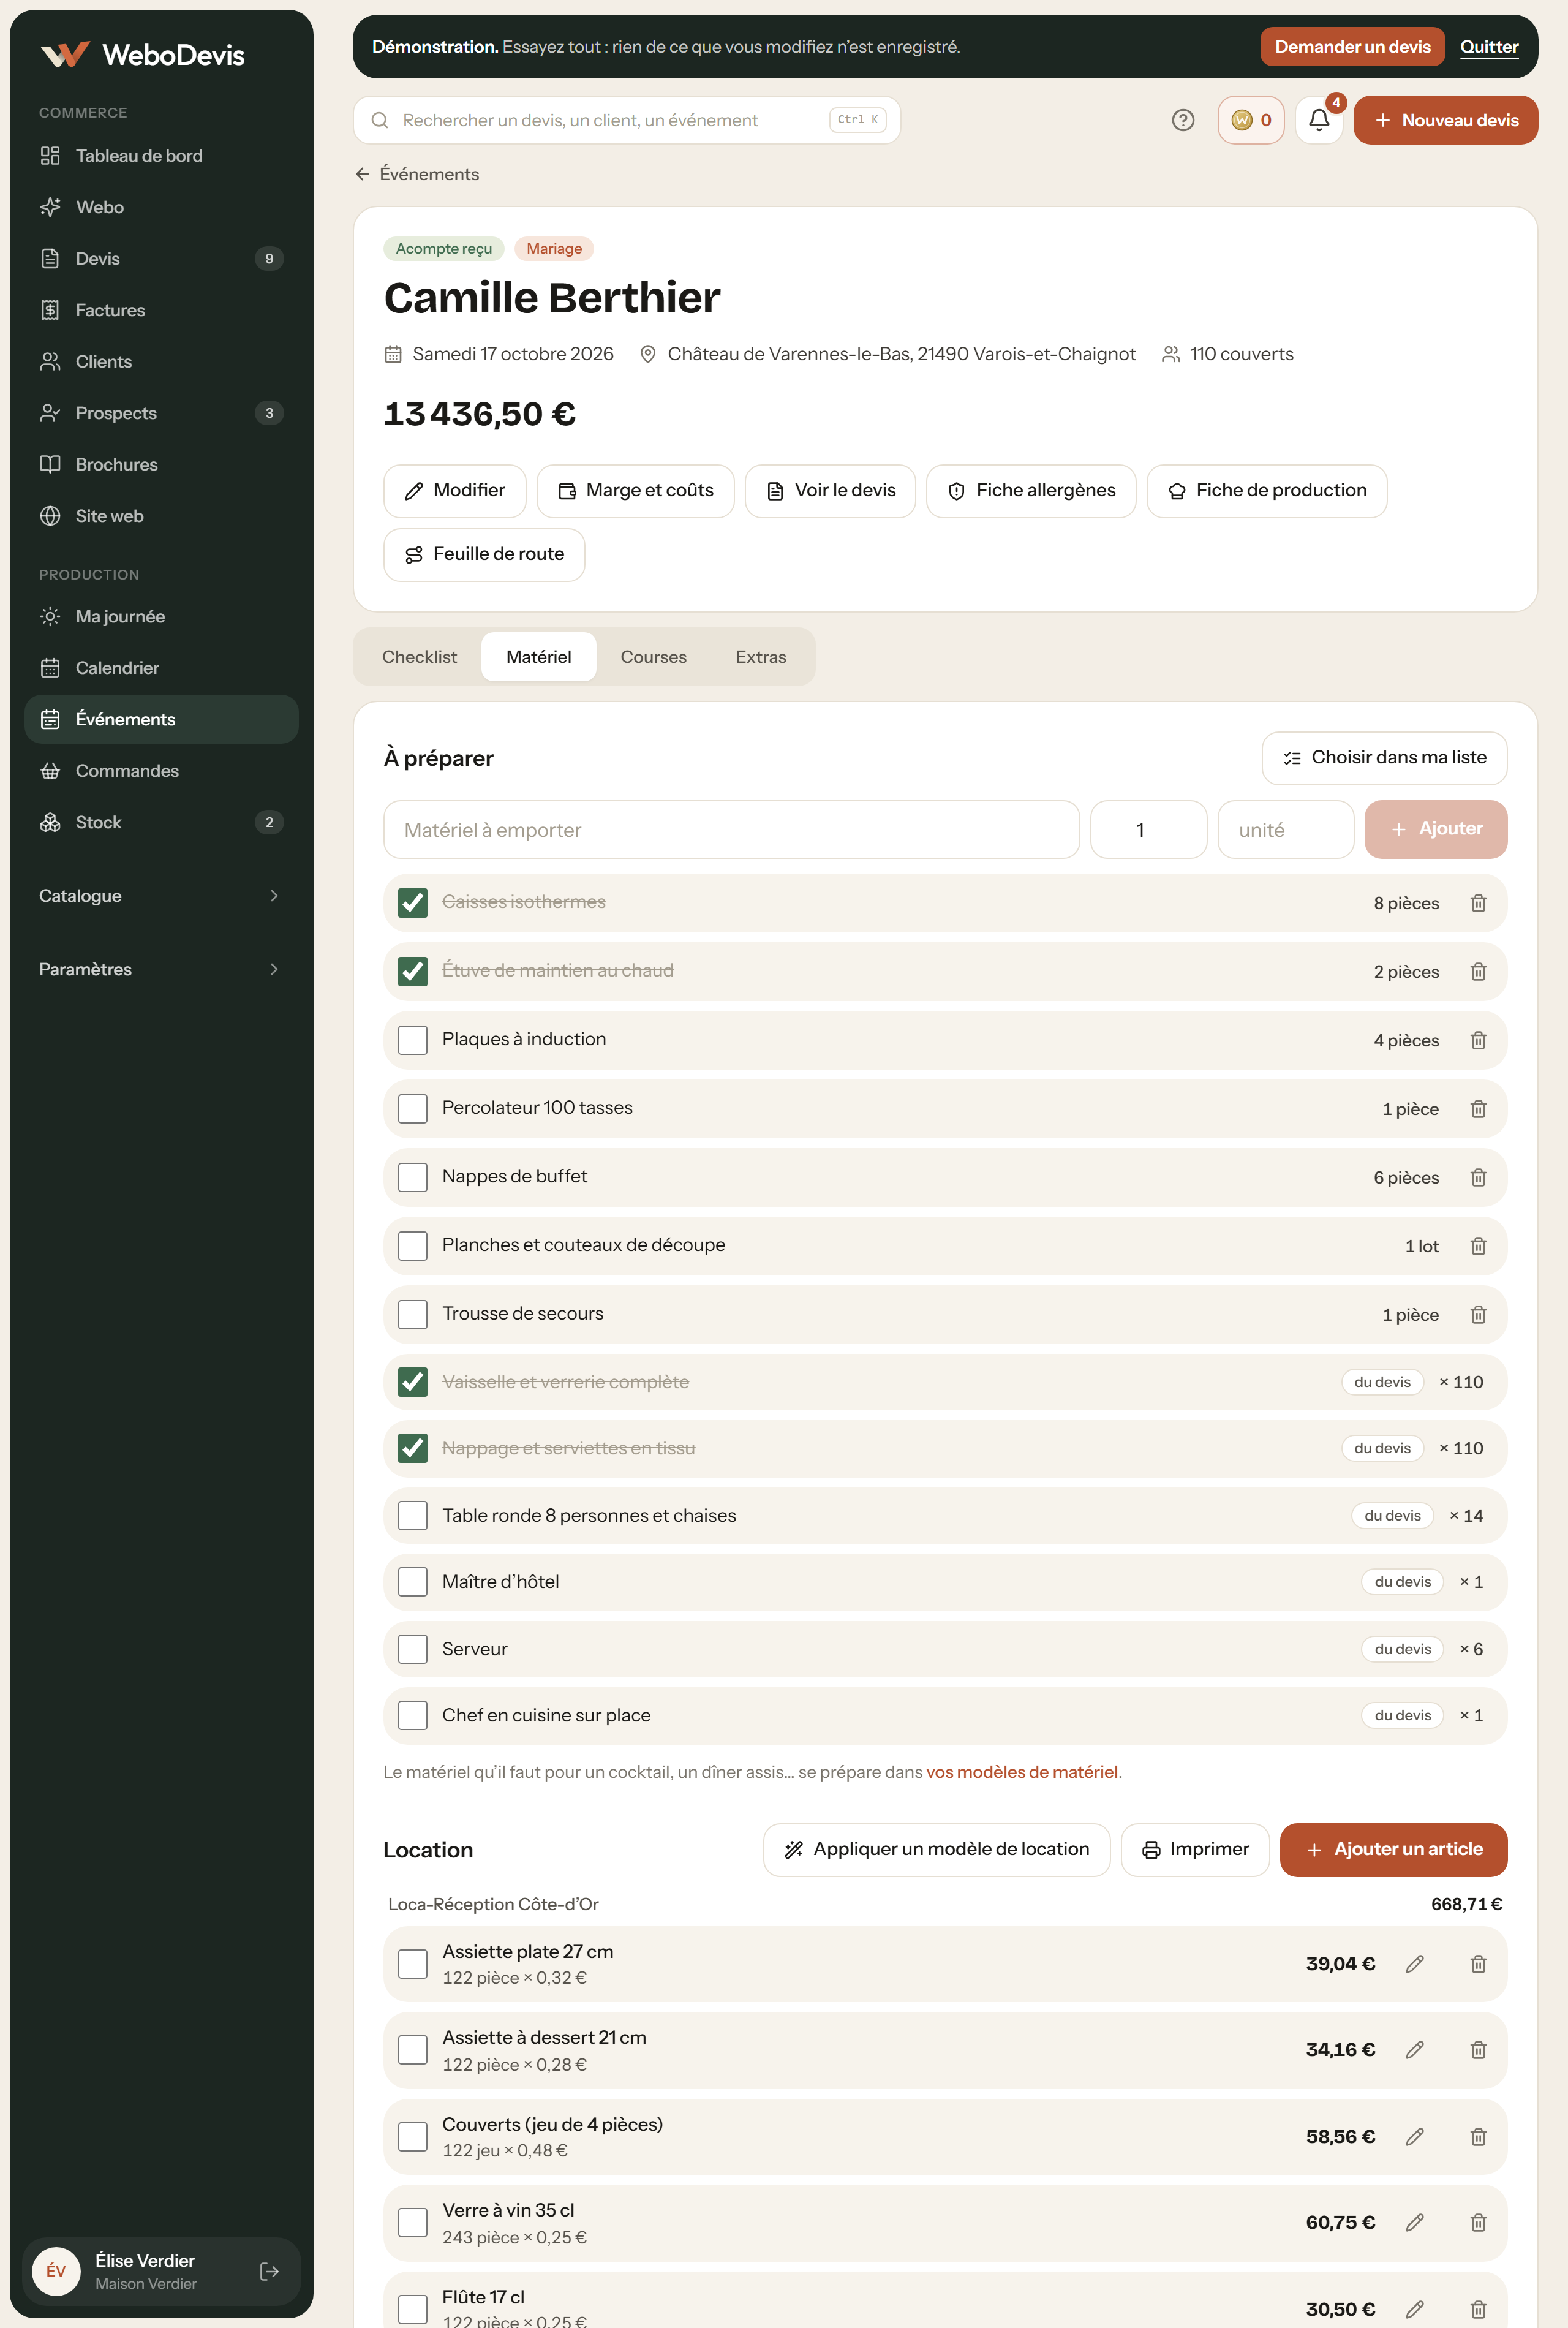 WeboDevis
COMMERCE
Tableau de bord
Webo
Devis 9
Factures
Clients
Prospects 3
Brochures
Site web
PRODUCTION
Ma journée
Calendrier
Événements
Commandes
Stock 2
Catalogue
Paramètres
ÉV
Élise Verdier
Maison Verdier
Démonstration. Essayez tout : rien de ce que vous modifiez n’est enregistré.
Demander un devis
Quitter
Rechercher un devis, un client, un événement
Ctrl K
W 0
4
Nouveau devis
Événements
Acompte reçu
Mariage
Camille Berthier
Samedi 17 octobre 2026
Château de Varennes-le-Bas, 21490 Varois-et-Chaignot
110 couverts
13 436,50 €
Modifier
Marge et coûts
Voir le devis
Fiche allergènes
Fiche de production
Feuille de route
Checklist
Matériel
Courses
Extras
À préparer
Choisir dans ma liste
Matériel à emporter
1
unité
Ajouter
Caisses isothermes 8 pièces
Étuve de maintien au chaud 2 pièces
Plaques à induction 4 pièces
Percolateur 100 tasses 1 pièce
Nappes de buffet 6 pièces
Planches et couteaux de découpe 1 lot
Trousse de secours 1 pièce
Vaisselle et verrerie complète du devis × 110
Nappage et serviettes en tissu du devis × 110
Table ronde 8 personnes et chaises du devis × 14
Maître d’hôtel du devis × 1
Serveur du devis × 6
Chef en cuisine sur place du devis × 1
Le matériel qu’il faut pour un cocktail, un dîner assis... se prépare dans vos modèles de matériel.
Location
Appliquer un modèle de location
Imprimer
Ajouter un article
Loca-Réception Côte-d’Or 668,71 €
Assiette plate 27 cm
122 pièce × 0,32 €
39,04 €
Assiette à dessert 21 cm
122 pièce × 0,28 €
34,16 €
Couverts (jeu de 4 pièces)
122 jeu × 0,48 €
58,56 €
Verre à vin 35 cl
243 pièce × 0,25 €
60,75 €
Flûte 17 cl
122 pièce × 0,25 €
30,50 €